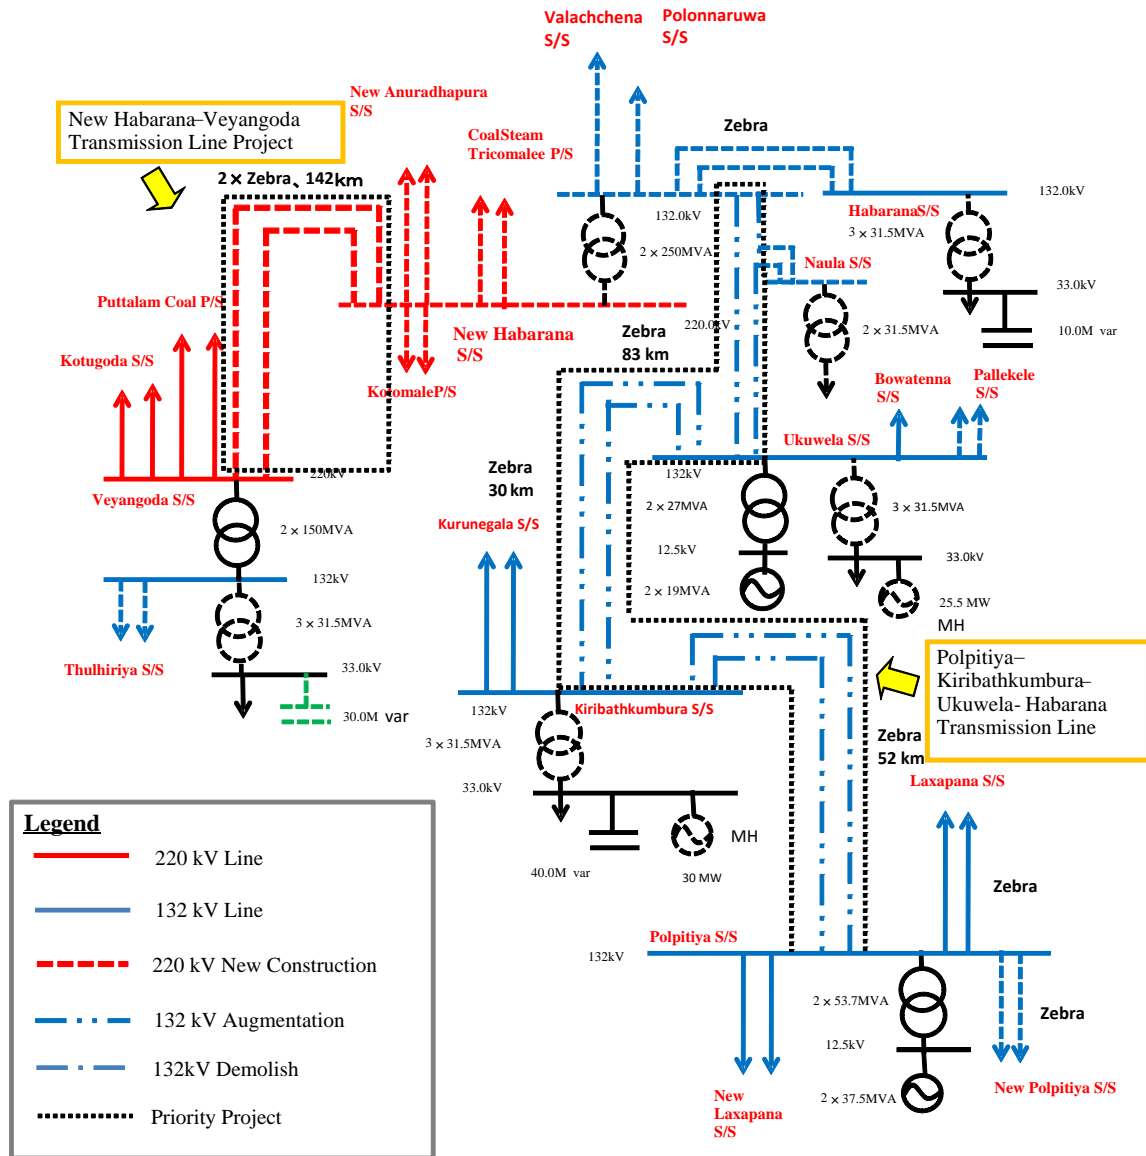 Valachchena
S/S
Polonnaruwa
S/S
New Anuradhapura
S/S
New Habarana–Veyangoda
Transmission Line Project
CoalSteam
Tricomalee P/S
Zebra
2 × Zebra、142km
132.0kV
132.0kV
HabaranaS/S
3 × 31.5MVA
2 × 250MVA
Naula S/S
Puttalam Coal P/S
33.0kV
New Habarana
S/S
220.0kV
Zebra
83 km
2 × 31.5MVA
10.0M var
Kotugoda S/S
KotomaleP/S
Bowatenna
S/S
Pallekele
S/S
Ukuwela S/S
Zebra
30 km
220kV
132kV
Veyangoda S/S
2 × 27MVA
3 × 31.5MVA
Kurunegala S/S
2 × 150MVA
12.5kV
33.0kV
132kV
2 × 19MVA
25.5 MW
MH
3 × 31.5MVA
Thulhiriya S/S
33.0kV
30.0M var
Polpitiya–
Kiribathkumbura–
Ukuwela- Habarana
Transmission Line
132kV
Kiribathkumbura S/S
3 × 31.5MVA
Zebra
52 km
33.0kV
Laxapana S/S
MH
40.0M var
30 MW
Zebra
Polpitiya S/S
132kV
2 × 53.7MVA
Zebra
12.5kV
2 × 37.5MVA
New Polpitiya S/S
New
Laxapana
S/S
Legend
220 kV Line
132 kV Line
220 kV New Construction
132 kV Augmentation
132kV Demolish
Priority Project